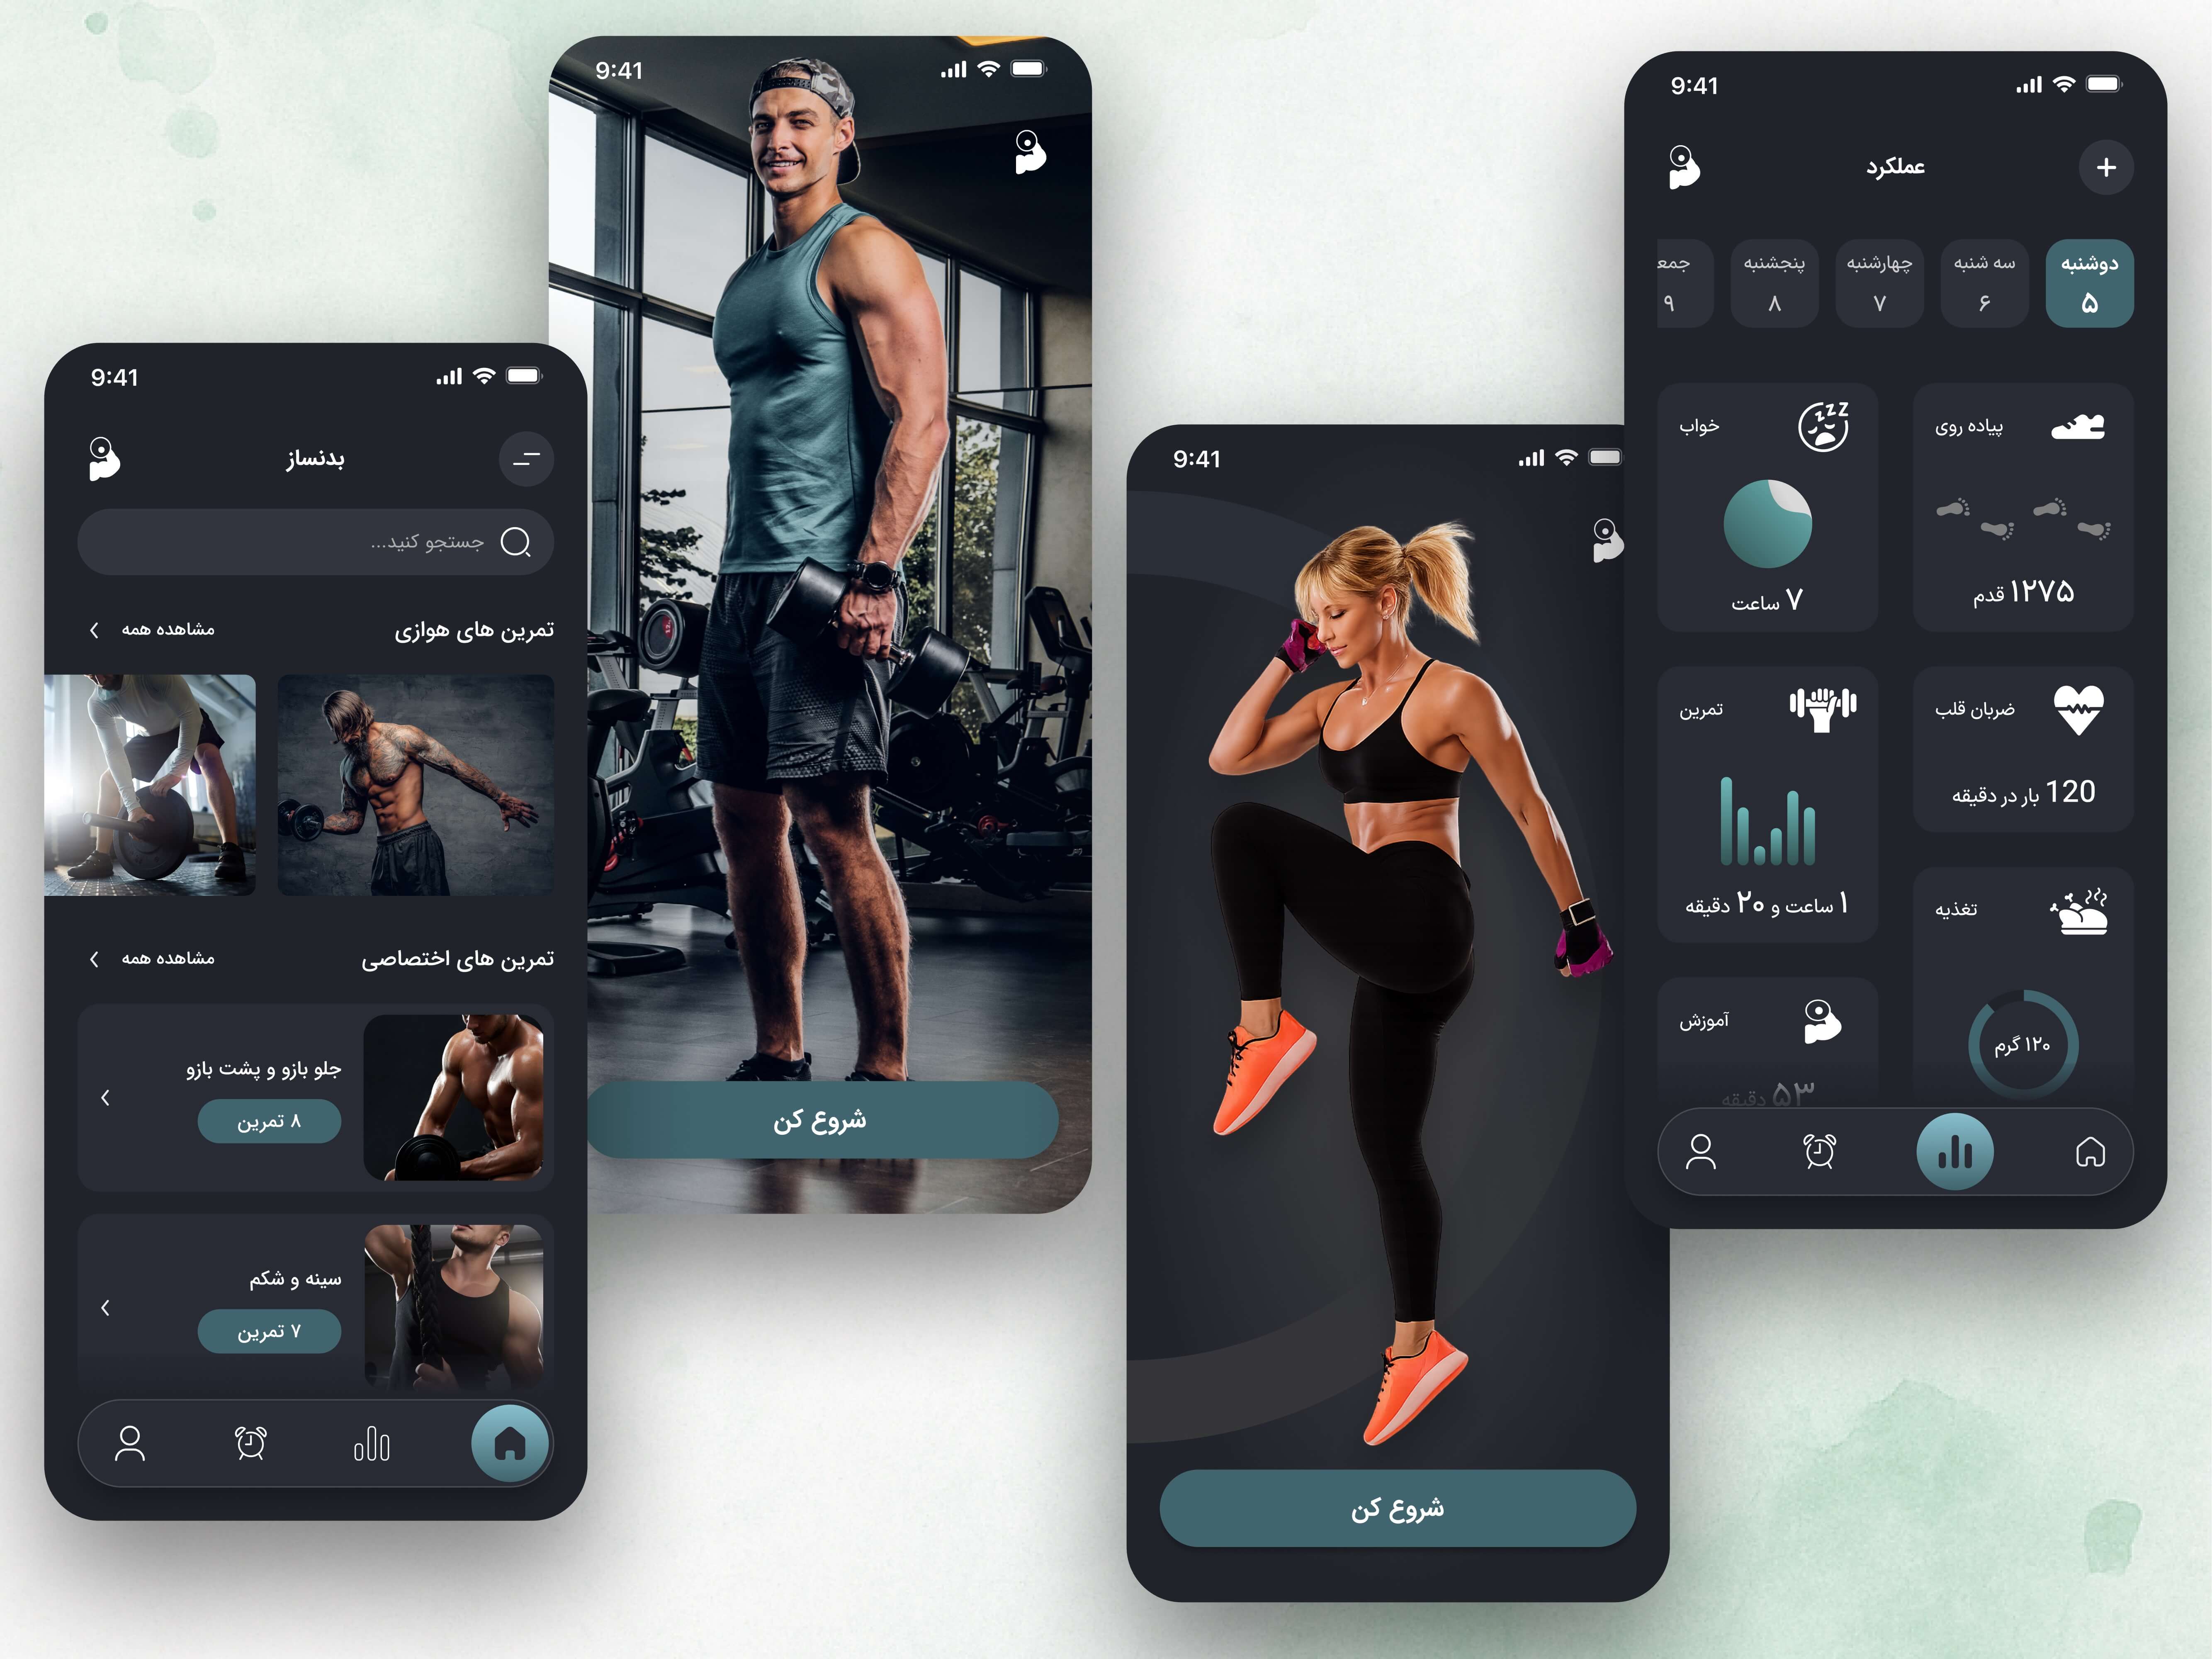 9:41
بدنساز
جستجو کنید...
تمرین های هوازی
مشاهده همه
تمرین های اختصاصی
مشاهده همه
جلو بازو و پشت بازو
۸ تمرین
سینه و شکم
۷ تمرین
9:41
شروع کن
9:41
شروع کن
9:41
عملکرد
دوشنبه
۵
سه شنبه
۶
چهارشنبه
۷
پنجشنبه
۸
جمع
۹
پیاده روی
۱۲۷۵ قدم
خواب
zzz
۷ ساعت
ضربان قلب
120 بار در دقیقه
تمرین
۱ ساعت و ۲۰ دقیقه
تغذیه
۱۲۰ گرم
آموزش
۵۳ دقیقه